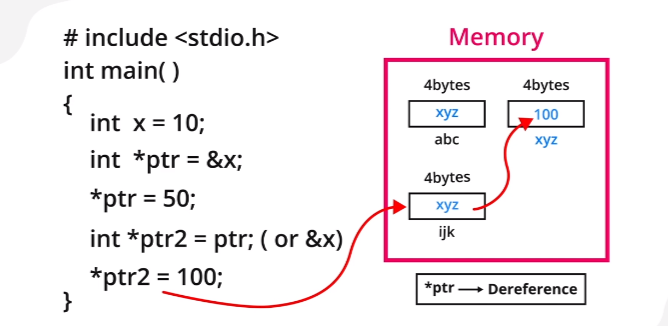 # include <stdio.h>
int main( )
{
int x = 10;
int *ptr = &x;
*ptr = 50;
int *ptr2 = ptr; ( or &x)
*ptr2 = 100;
}
Memory
4bytes 4bytes
xyz 100
abc xyz
4bytes
xyz
ijk
*ptr ⟶ Dereference